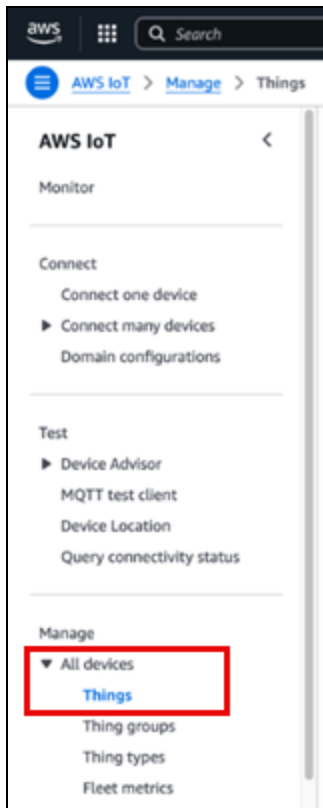 aws Search
AWS IoT > Manage > Things
AWS IoT
Monitor
Connect
Connect one device
Connect many devices
Domain configurations
Test
Device Advisor
MQTT test client
Device Location
Query connectivity status
Manage
All devices
Things
Thing groups
Thing types
Fleet metrics